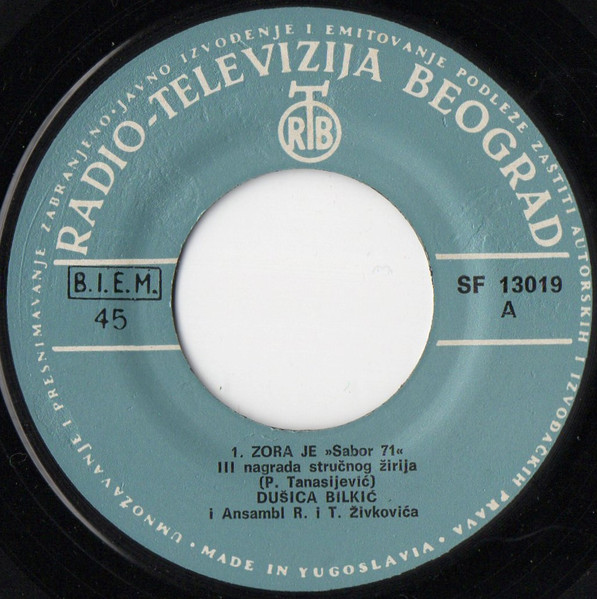 UMNOŽAVANJE I PRESNIMAVANJE ZABRANJENO · JAVNO IZVOĐENJE I EMITOVANJE PODLEŽE ZAŠTITI AUTORSKIH I IZVOĐAČKIH PRAVA ·
RADIO-TELEVIZIJA BEOGRAD
RTB
B.I.E.M.
45
SF 13019
A
1. ZORA JE »Sabor 71«
III nagrada stručnog žirija
(P. Tanasijević)
DUŠICA BILKIĆ
i Ansambl R. i T. Živkovića
MADE IN YUGOSLAVIA ·